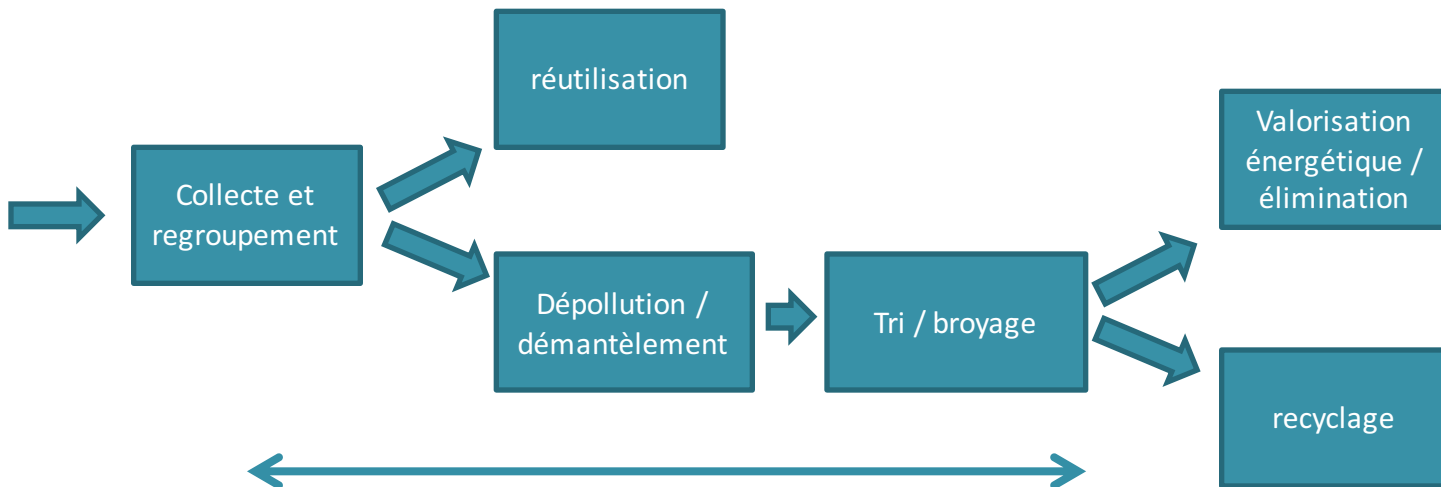 réutilisation
Collecte et
regroupement
Dépollution /
démantèlement
Tri / broyage
Valorisation
énergétique /
élimination
recyclage